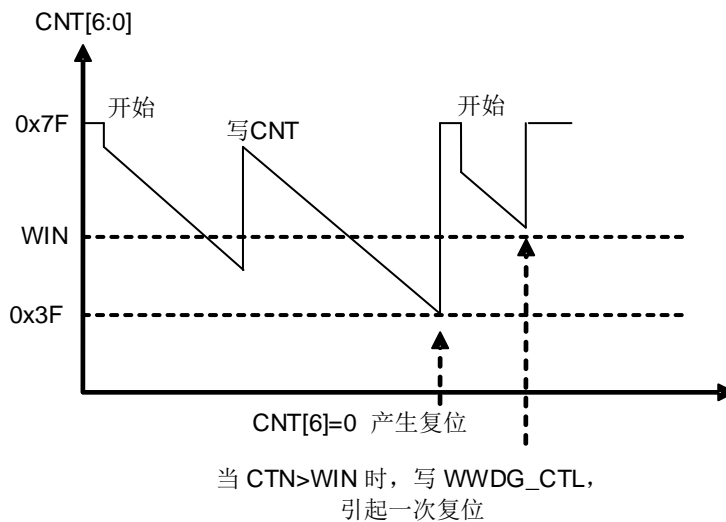 CNT[6:0]
开始
开始
0x7F
写CNT
WIN
0x3F
CNT[6]=0 产生复位
当 CTN>WIN 时，写 WWDG_CTL，
引起一次复位